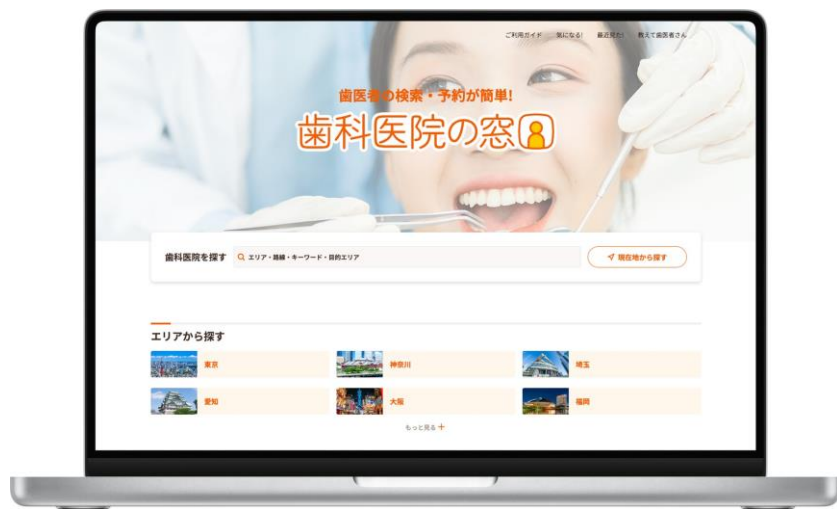 ご利用ガイド 気になる! 最近見た! 教えて歯医者さん
歯医者の検索・予約が簡単!
歯科医院の窓口
歯科医院を探す エリア・路線・キーワード・目的エリア 現在地から探す
エリアから探す
東京 神奈川 埼玉
愛知 大阪 福岡
もっと見る +